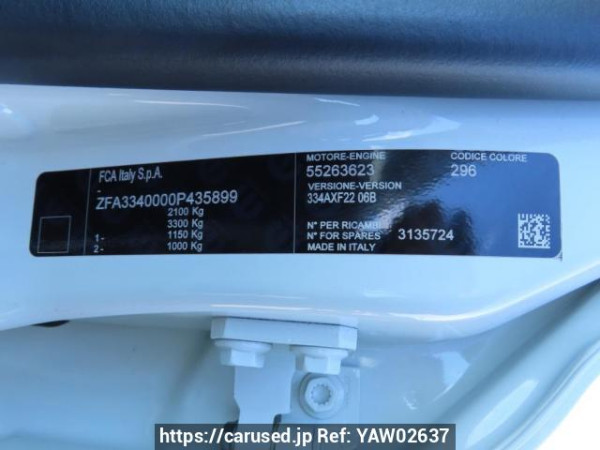 FCA Italy S.p.A.
-
ZFA3340000P435899
2100 Kg
3300 Kg
1 - 1150 Kg
2 - 1000 Kg
MOTORE-ENGINE
55263623
VERSIONE-VERSION
334AXF22 06B
N° PER RICAMBI
N° FOR SPARES 3135724
MADE IN ITALY
CODICE COLORE
296
https://carused.jp Ref: YAW02637